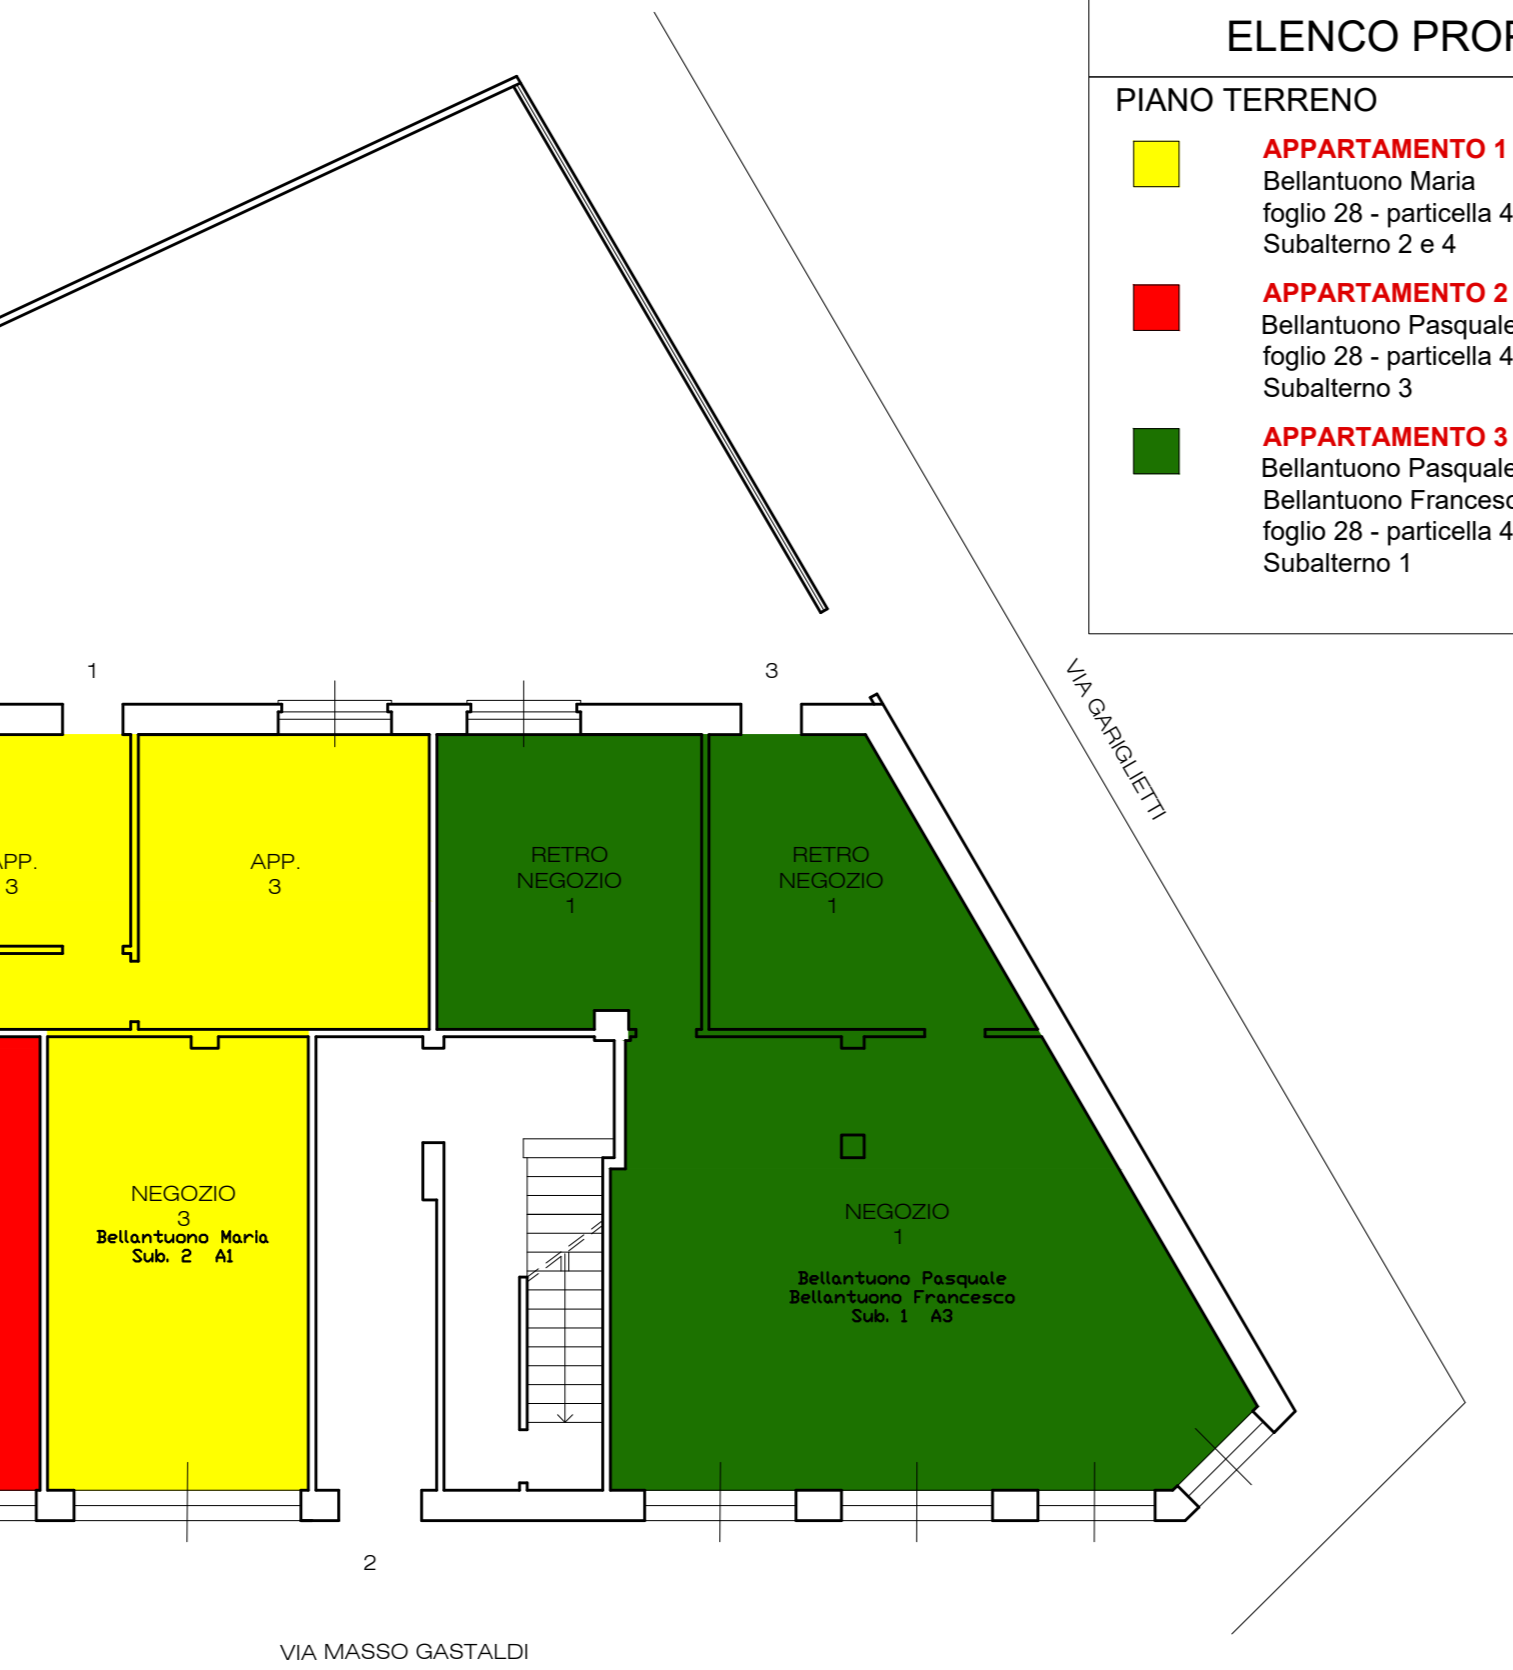 ELENCO
PIANO TERRENO
APPARTAMENTO 1
Bellantuono Maria
foglio 28 - particella 4
Subalterno 2 e 4
APPARTAMENTO 2
Bellantuono Pasquale
foglio 28 - particella 4
Subalterno 3
APPARTAMENTO 3
Bellantuono Pasquale
Bellantuono
foglio 28 - particella 4
Subalterno 1
1
3
VIA GARIGLIETTI
3
APP.
3
RETRO
NEGOZIO
1
RETRO
NEGOZIO
1
NEGOZIO
3
Bellantuono Maria
Sub. 2 A1
NEGOZIO
1
Bellantuono Pasquale
Bellantuono Francesco
Sub. 1 A3
2
VIA MASSO GASTALDI